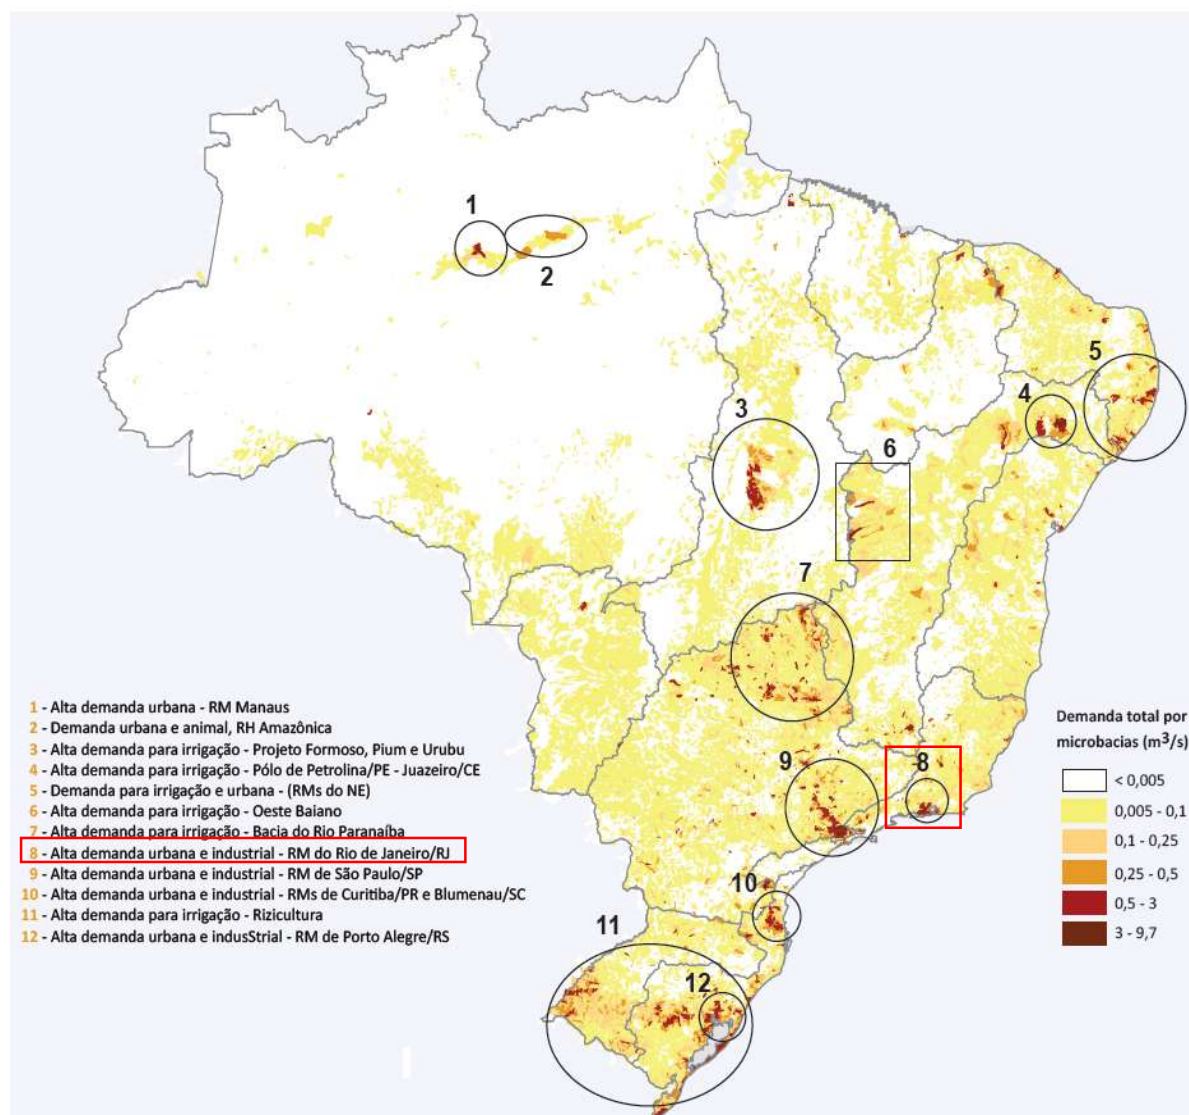 1
2
3
4
5
6
7
8
9
10
11
12
1 - Alta demanda urbana - RM Manaus
2 - Demanda urbana e animal, RH Amazônica
3 - Alta demanda para irrigação - Projeto Formoso, Pium e Urubu
4 - Alta demanda para irrigação - Pólo de Petrolina/PE - Juazeiro/CE
5 - Demanda para irrigação e urbana - (RMs do NE)
6 - Alta demanda para irrigação - Oeste Baiano
7 - Alta demanda para irrigação - Bacia do Rio Paranaíba
8 - Alta demanda urbana e industrial - RM do Rio de Janeiro/RJ
9 - Alta demanda urbana e industrial - RM de São Paulo/SP
10 - Alta demanda urbana e industrial - RMs de Curitiba/PR e Blumenau/SC
11 - Alta demanda para irrigação - Rizicultura
12 - Alta demanda urbana e indusStrial - RM de Porto Alegre/RS
Demanda total por
microbacias (m³/s)
< 0,005
0,005 - 0,1
0,1 - 0,25
0,25 - 0,5
0,5 - 3
3 - 9,7